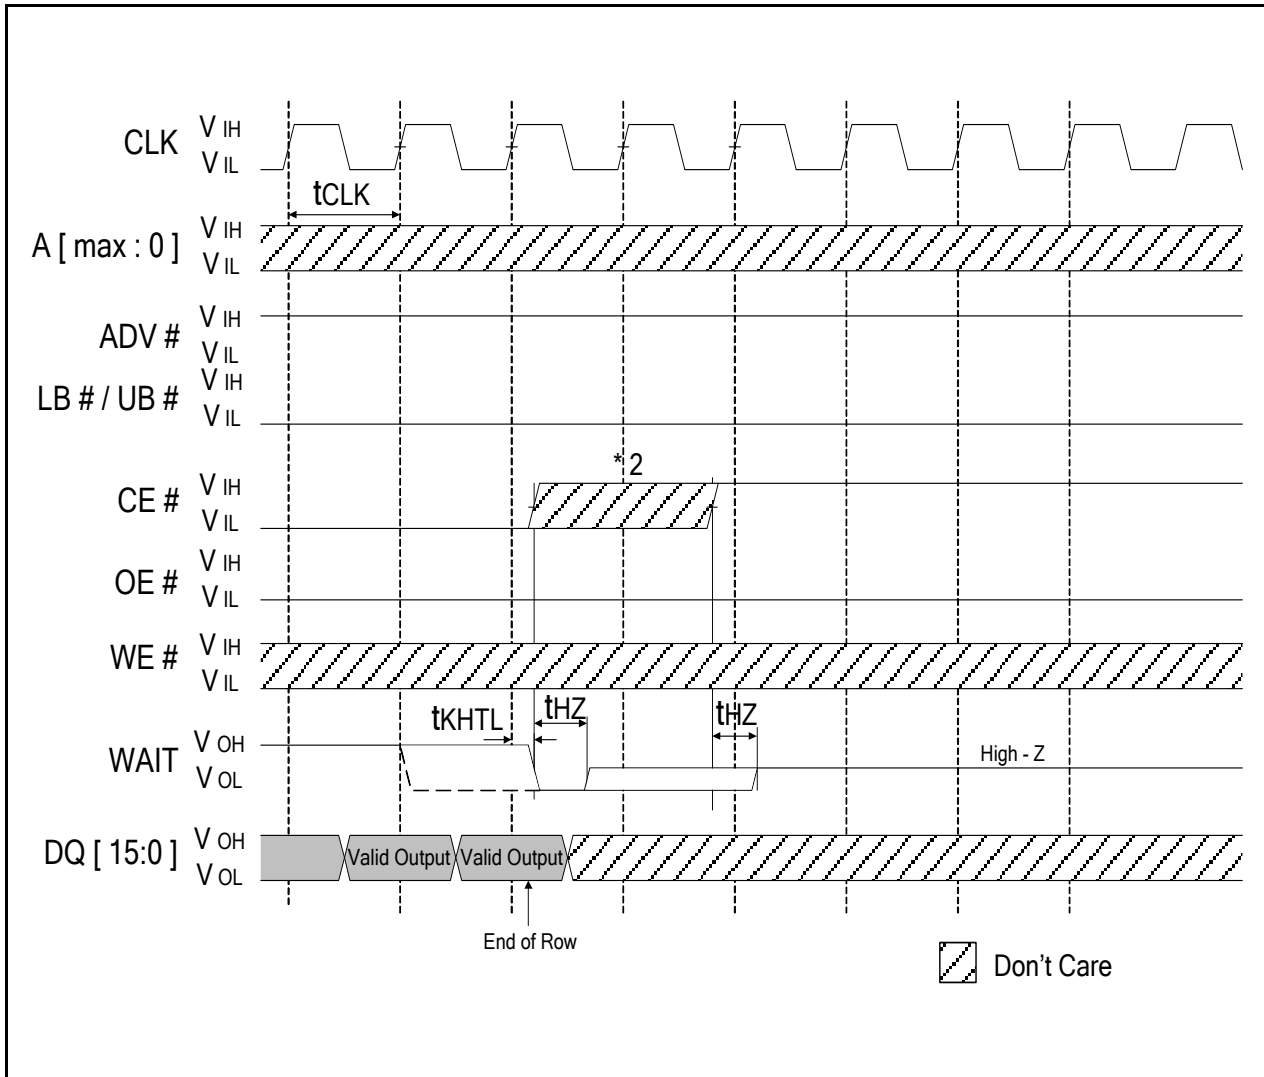 CLK V IH
V IL
tCLK
A [ max : 0 ] V IH
V IL
ADV # V IH
V IL
LB # / UB # V IH
V IL
* 2
CE # V IH
V IL
OE # V IH
V IL
WE # V IH
V IL
tKHTL tHZ tHZ
WAIT V OH
V OL
High - Z
DQ [ 15:0 ] V OH
V OL
Valid Output Valid Output
End of Row
Don't Care